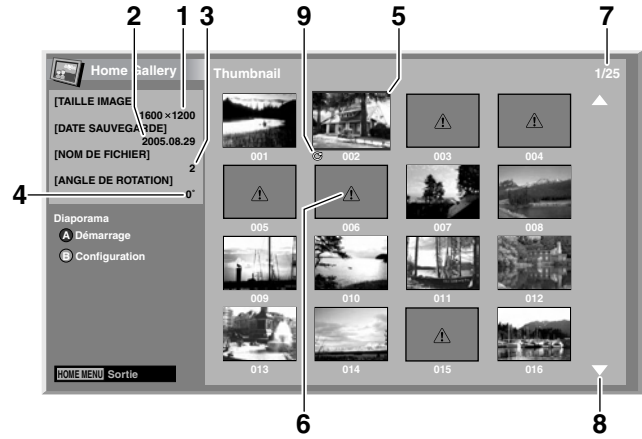 2 1 3 9 5 7
Home Gallery Thumbnail 1/25
[TAILLE IMAGE]
1600 ×1200
[DATE SAUVEGARDE]
2005.08.29
[NOM DE FICHIER]
2
[ANGLE DE ROTATION]
4 0°
Diaporama
A Démarrage
B Configuration
001 002 003 004
005 006 007 008
009 010 011 012
013 014 015 016
HOME MENU Sortie
6 8